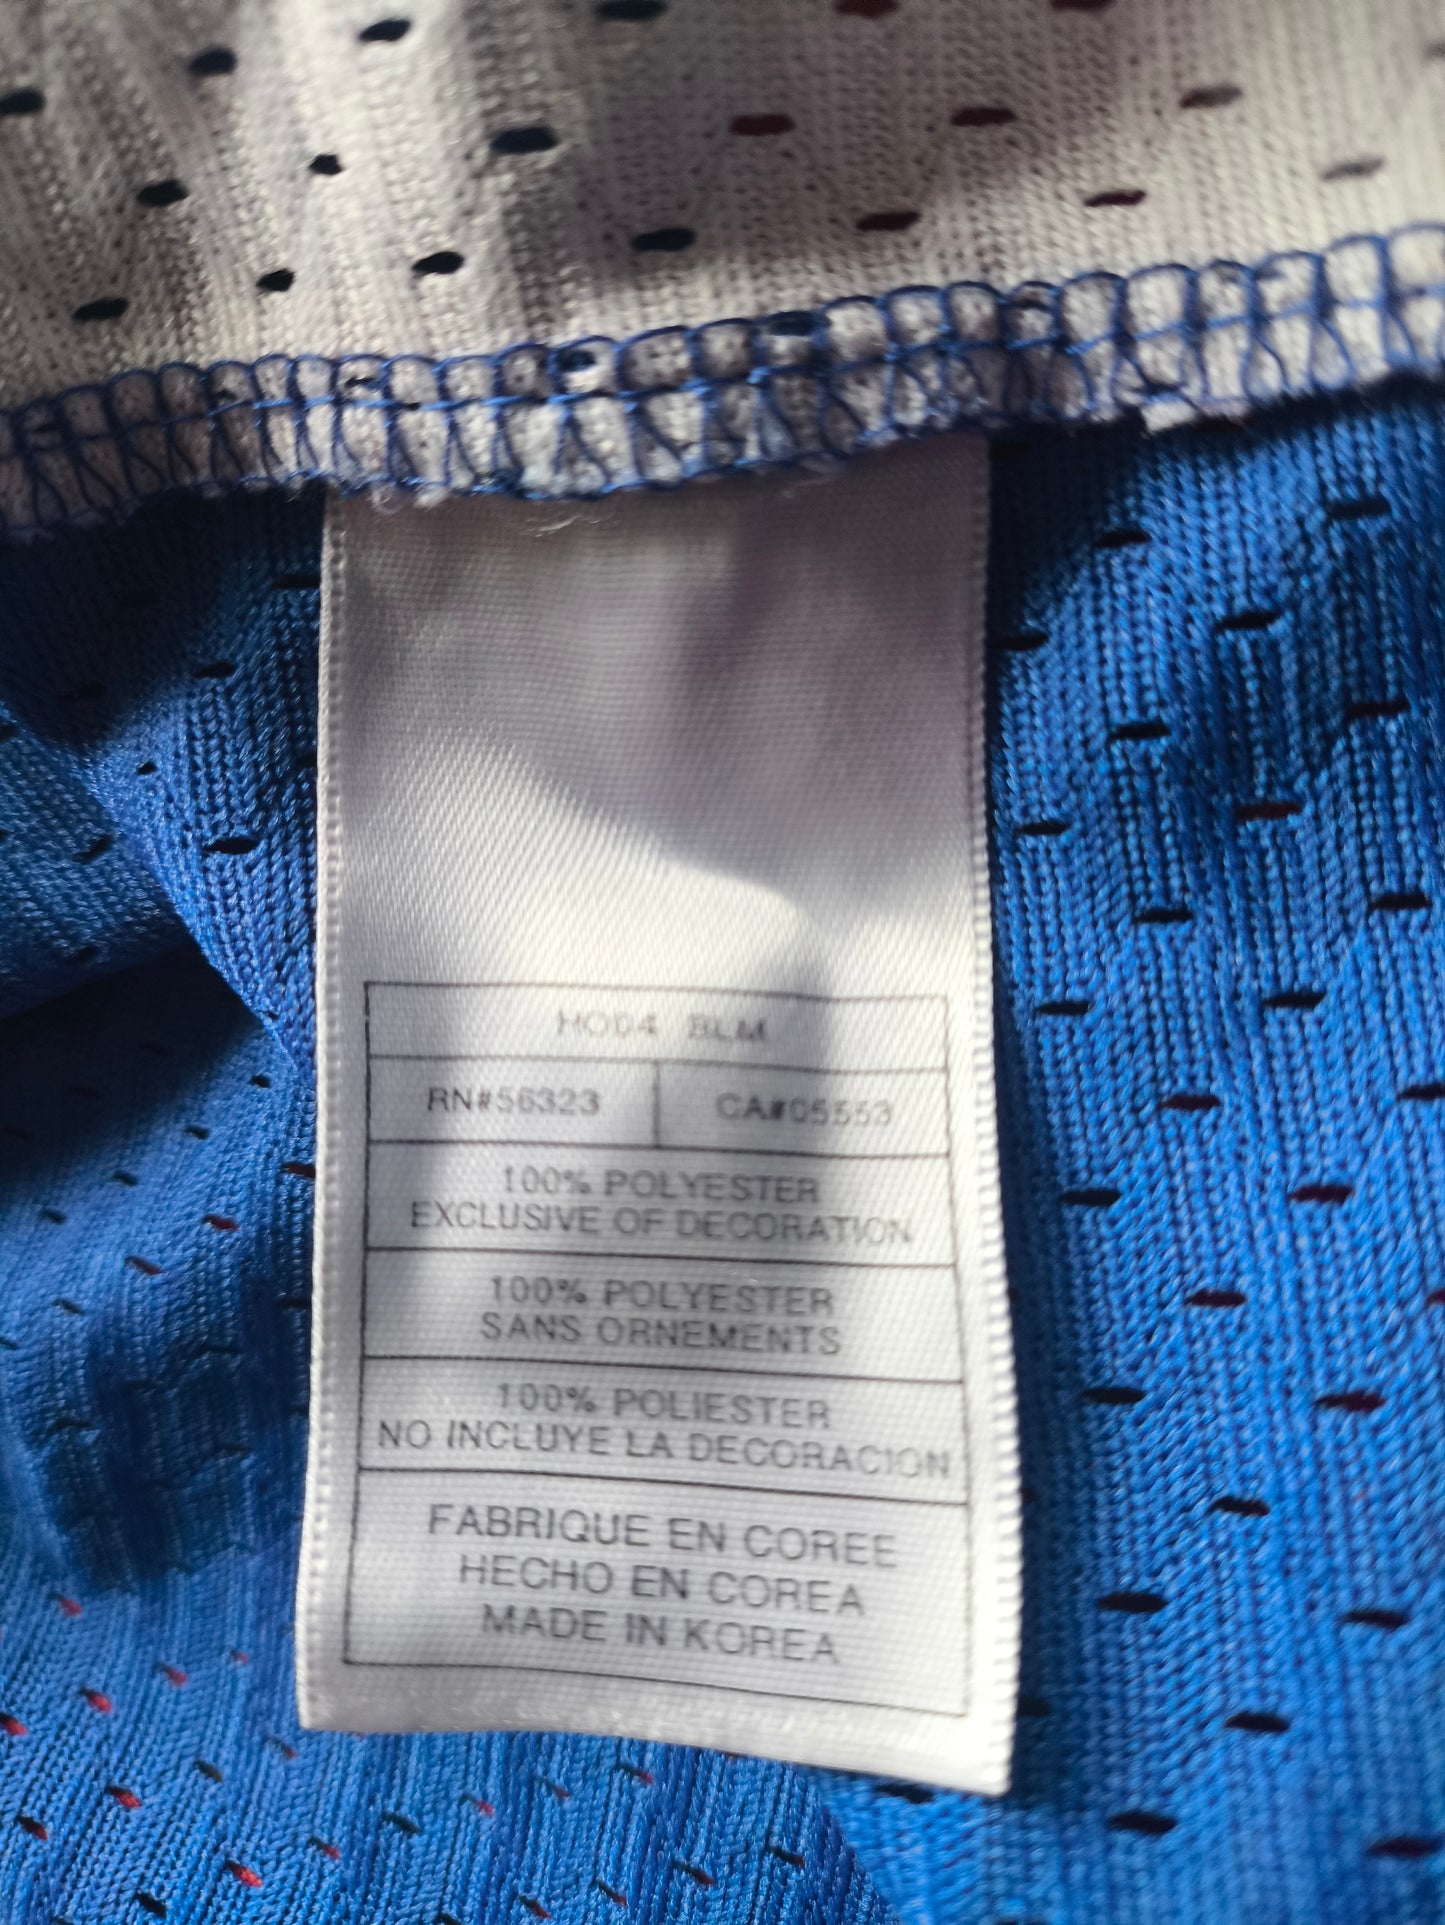 HO04 BLM
RN#56323 CA#05553
100% POLYESTER
EXCLUSIVE OF DECORATION
100% POLYESTER
SANS ORNEMENTS
100% POLIESTER
NO INCLUYE LA DECORACION
FABRIQUE EN COREE
HECHO EN COREA
MADE IN KOREA